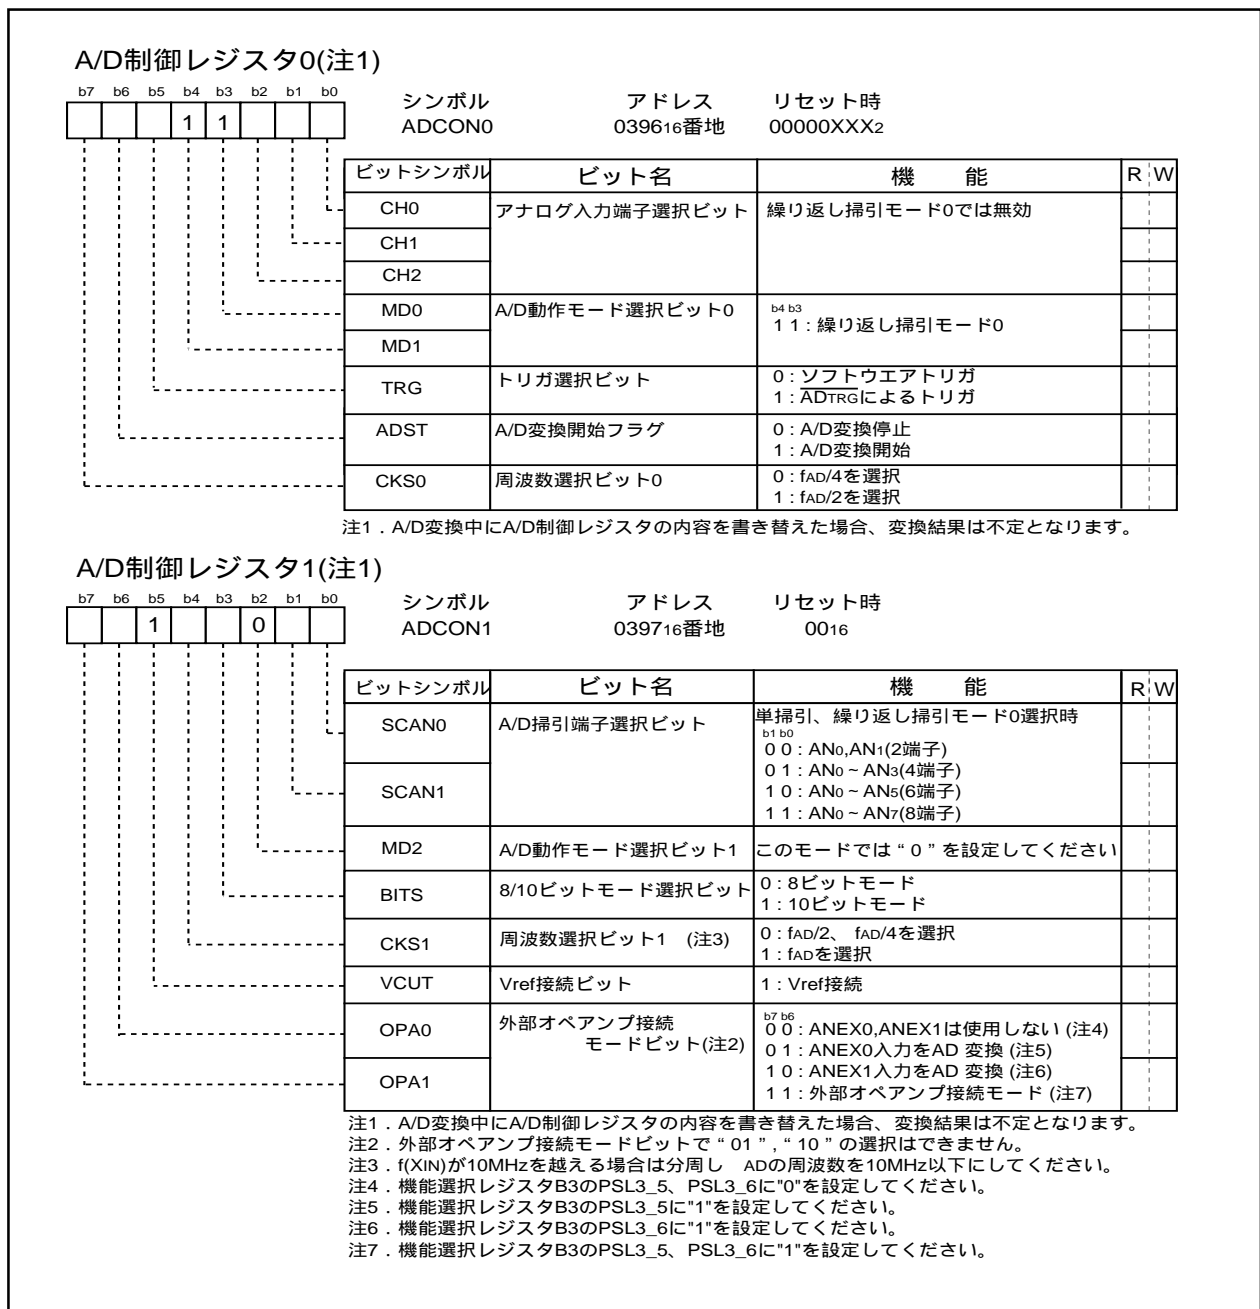 A/D制御レジスタ0(注1)
b7 b6 b5 b4 b3 b2 b1 b0
1 1
シンボル アドレス リセット時
ADCON0 039616番地 00000XXX2
ビットシンボル ビット名 機 能 R W
CH0 アナログ入力端子選択ビット 繰り返し掃引モード0では無効
CH1
CH2
MD0 A/D動作モード選択ビット0 b4 b3
1 1 : 繰り返し掃引モード0
MD1
TRG トリガ選択ビット 0 : ソフトウエアトリガ
1 : ADTRGによるトリガ
ADST A/D変換開始フラグ 0 : A/D変換停止
1 : A/D変換開始
CKS0 周波数選択ビット0 0 : fAD/4を選択
1 : fAD/2を選択
注1．A/D変換中にA/D制御レジスタの内容を書き替えた場合、変換結果は不定となります。
A/D制御レジスタ1(注1)
b7 b6 b5 b4 b3 b2 b1 b0
1 0
シンボル アドレス リセット時
ADCON1 039716番地 0016
ビットシンボル ビット名 機 能 R W
SCAN0 A/D掃引端子選択ビット 単掃引、繰り返し掃引モード0選択時
b1 b0
0 0 : AN0,AN1(2端子)
0 1 : AN0 ~ AN3(4端子)
SCAN1 1 0 : AN0 ~ AN5(6端子)
1 1 : AN0 ~ AN7(8端子)
MD2 A/D動作モード選択ビット1 このモードでは“0”を設定してください
BITS 8/10ビットモード選択ビット 0 : 8ビットモード
1 : 10ビットモード
CKS1 周波数選択ビット1 (注3) 0 : fAD/2、 fAD/4を選択
1 : fADを選択
VCUT Vref接続ビット 1 : Vref接続
OPA0 外部オペアンプ接続
モードビット(注2)
b7 b6
0 0 : ANEX0,ANEX1は使用しない (注4)
0 1 : ANEX0入力をAD 変換 (注5)
OPA1 1 0 : ANEX1入力をAD 変換 (注6)
1 1 : 外部オペアンプ接続モード (注7)
注1．A/D変換中にA/D制御レジスタの内容を書き替えた場合、変換結果は不定となります。
注2．外部オペアンプ接続モードビットで“01”,“10”の選択はできません。
注3．f(XIN)が10MHzを越える場合は分周し ADの周波数を10MHz以下にしてください。
注4．機能選択レジスタB3のPSL3_5、PSL3_6に"0"を設定してください。
注5．機能選択レジスタB3のPSL3_5に"1"を設定してください。
注6．機能選択レジスタB3のPSL3_6に"1"を設定してください。
注7．機能選択レジスタB3のPSL3_5、PSL3_6に"1"を設定してください。